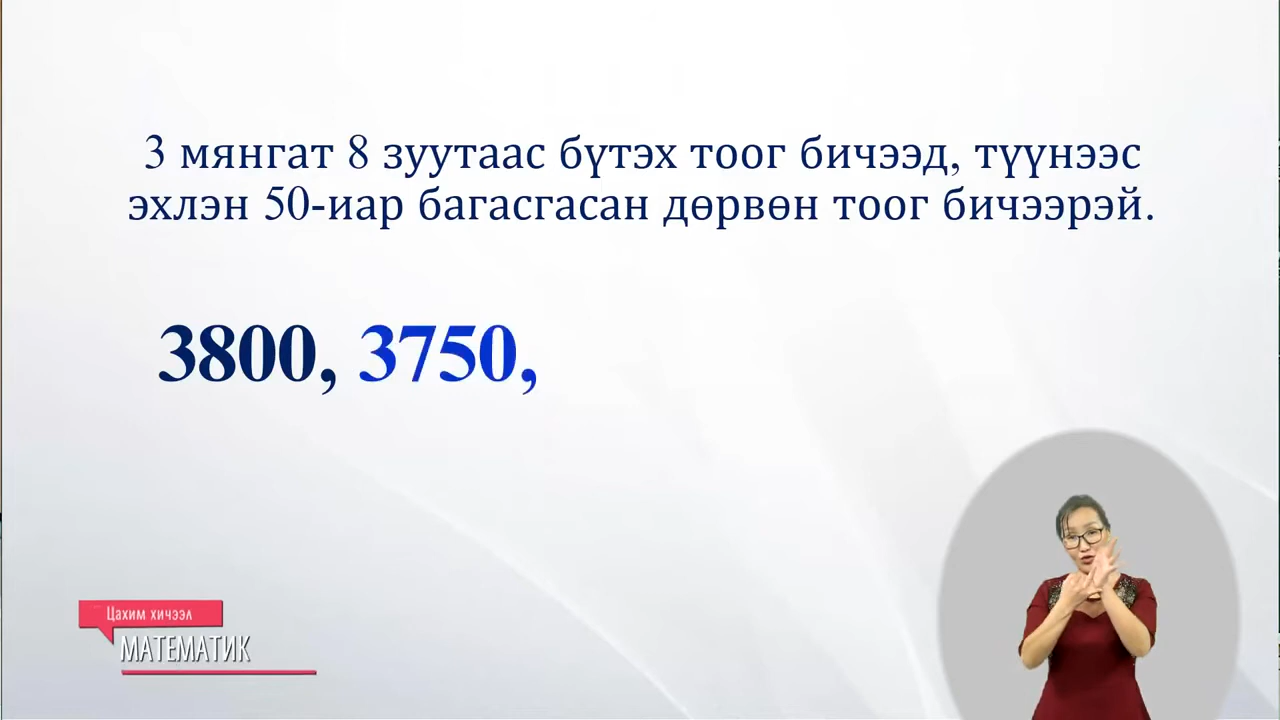 3 мянгат 8 зуутаас бүтэх тоог бичээд, түүнээс
эхлэн 50-иар багасгасан дөрвөн тоог бичээрэй.
3800, 3750,
Цахим хичээл
МАТЕМАТИК